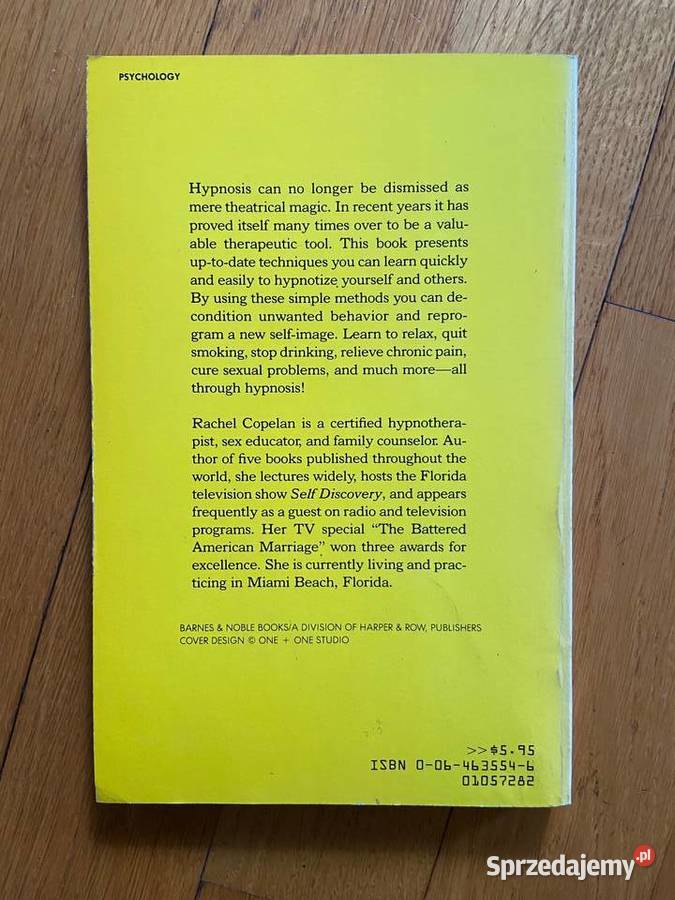 PSYCHOLOGY
Hypnosis can no longer be dismissed as
mere theatrical magic. In recent years it has
proved itself many times over to be a valu-
able therapeutic tool. This book presents
up-to-date techniques you can learn quickly
and easily to hypnotize yourself and others.
By using these simple methods you can de-
condition unwanted behavior and repro-
gram a new self-image. Learn to relax, quit
smoking, stop drinking, relieve chronic pain,
cure sexual problems, and much more—all
through hypnosis!
Rachel Copelan is a certified hypnothera-
pist, sex educator, and family counselor. Au-
thor of five books published throughout the
world, she lectures widely, hosts the Florida
television show Self Discovery, and appears
frequently as a guest on radio and television
programs. Her TV special “The Battered
American Marriage” won three awards for
excellence. She is currently living and prac-
ticing in Miami Beach, Florida.
BARNES & NOBLE BOOKS/A DIVISION OF HARPER & ROW, PUBLISHERS
COVER DESIGN © ONE + ONE STUDIO
>>$5.95
ISBN 0-06-463554-6
01057282
Sprzedajemy.pl